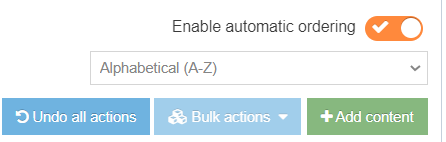 Enable automatic ordering
Alphabetical (A-Z)
Undo all actions Bulk actions Add content